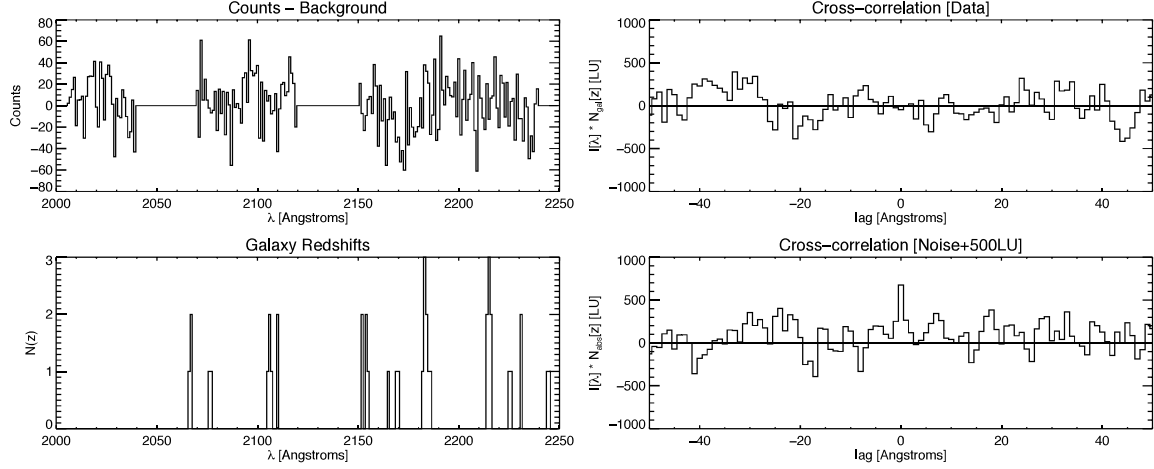 Counts − Background
Counts
80
60
40
20
0
−20
−40
−60
−80
2000 2050 2100 2150 2200 2250
λ [Angstroms]
Cross−correlation [Data]
I[λ] * Ngal[z] [LU]
1000
500
0
−500
−1000
−40 −20 0 20 40
lag [Angstroms]
Galaxy Redshifts
N(z)
3
2
1
0
2000 2050 2100 2150 2200 2250
λ [Angstroms]
Cross−correlation [Noise+500LU]
I[λ] * Nabs[z] [LU]
1000
500
0
−500
−1000
−40 −20 0 20 40
lag [Angstroms]